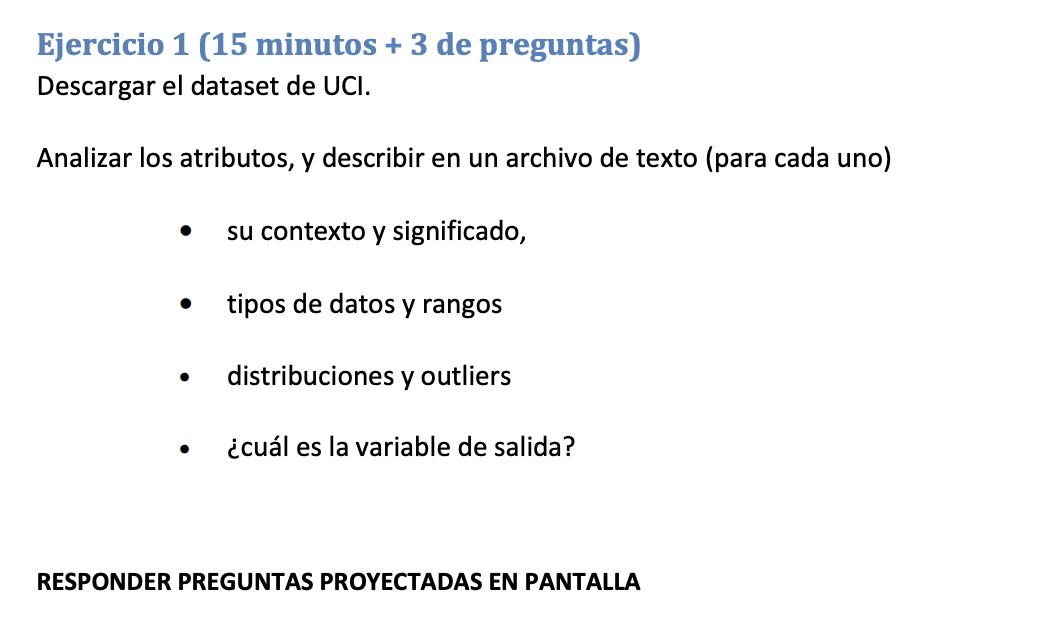 Ejercicio 1 (15 minutos + 3 de preguntas)
Descargar el dataset de UCI.
Analizar los atributos, y describir en un archivo de texto (para cada uno)
• su contexto y significado,
• tipos de datos y rangos
• distribuciones y outliers
• ¿cuál es la variable de salida?
RESPONDER PREGUNTAS PROYECTADAS EN PANTALLA